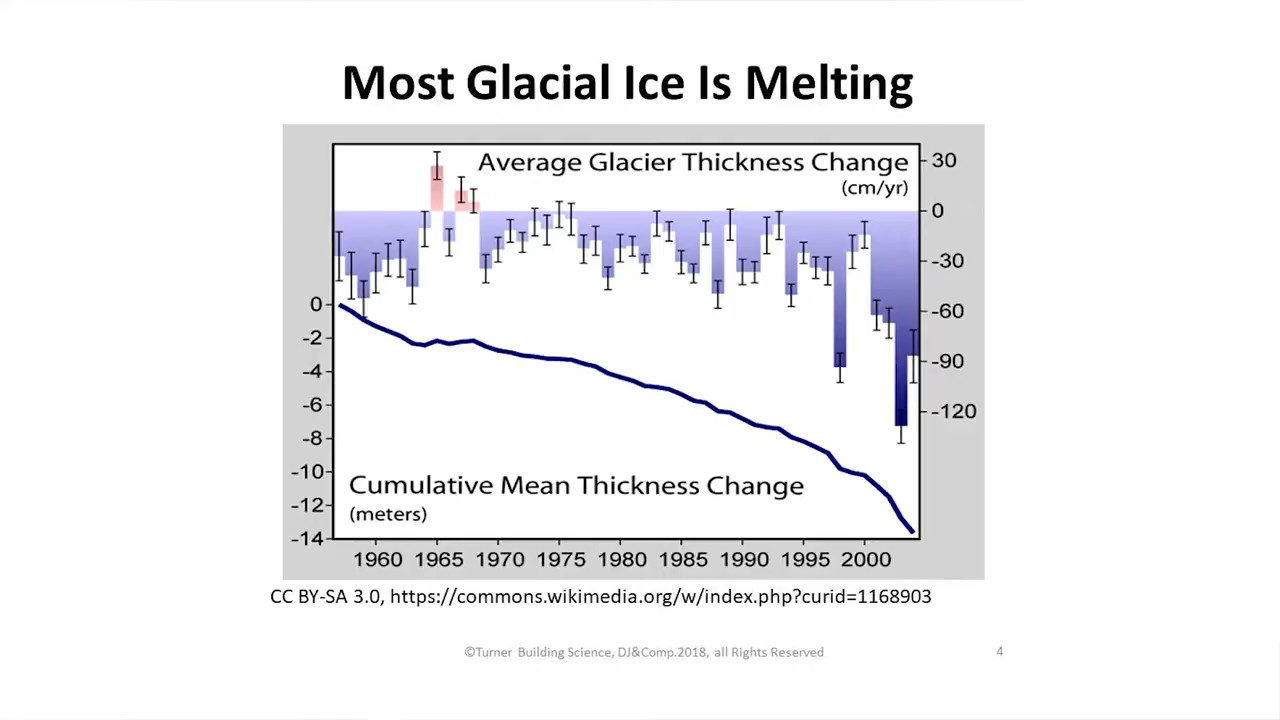 Most Glacial Ice Is Melting
Average Glacier Thickness Change
(cm/yr)
30
0
-30
-60
-90
-120
0
-2
-4
-6
-8
-10
-12
-14
Cumulative Mean Thickness Change
(meters)
1960 1965 1970 1975 1980 1985 1990 1995 2000
CC BY-SA 3.0, https://commons.wikimedia.org/w/index.php?curid=1168903
©Turner Building Science, DJ&Comp.2018, all Rights Reserved
4